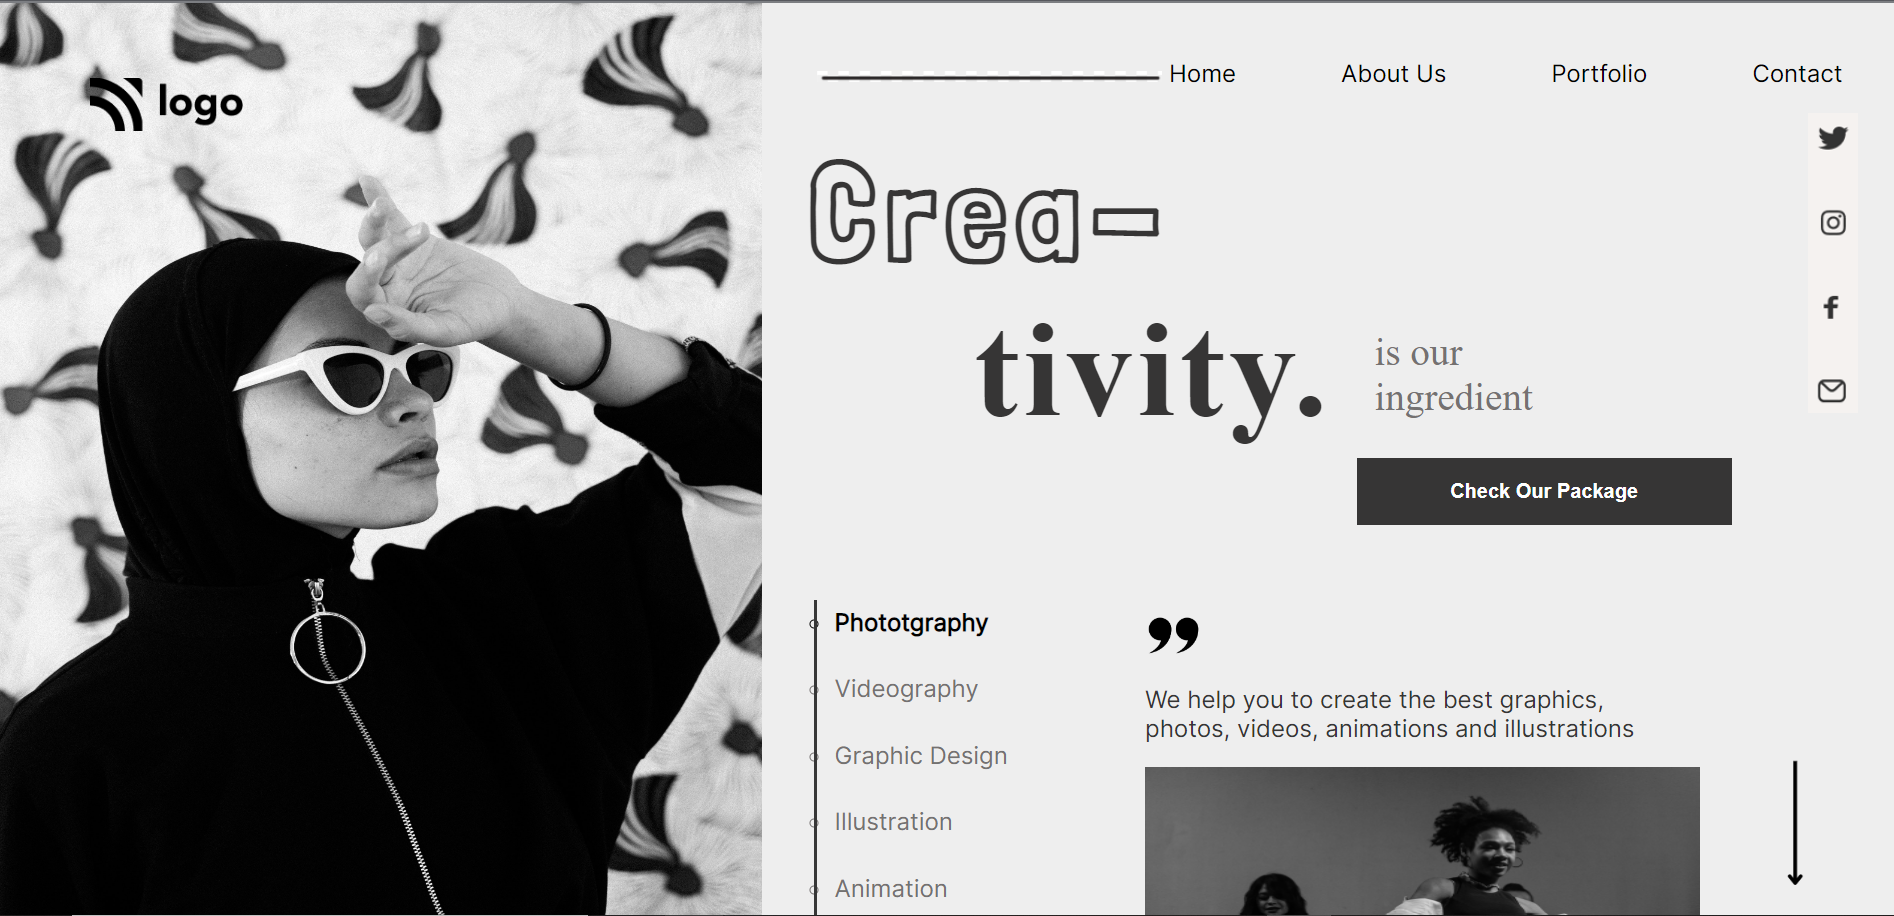 logo
Home About Us Portfolio Contact
Crea-
tivity.
is our
ingredient
Check Our Package
Phototgraphy
Videography
Graphic Design
Illustration
Animation
”
We help you to create the best graphics,
photos, videos, animations and illustrations